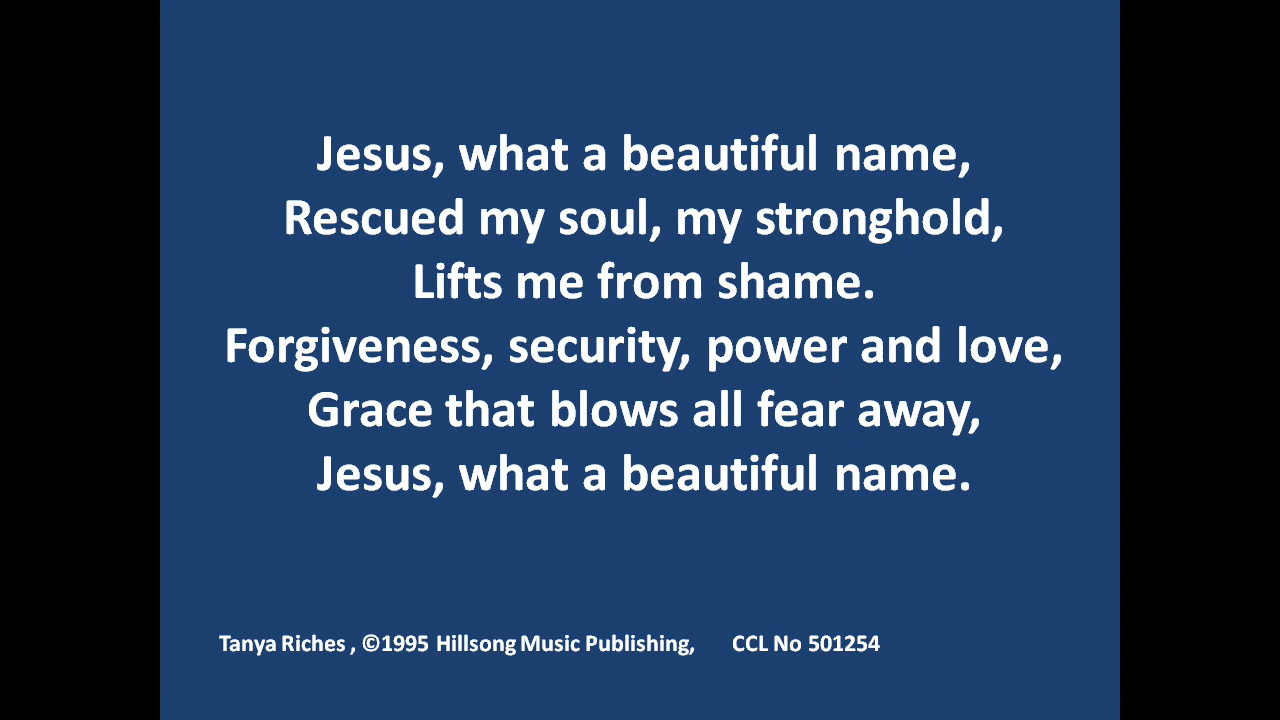 Jesus, what a beautiful name,
Rescued my soul, my stronghold,
Lifts me from shame.
Forgiveness, security, power and love,
Grace that blows all fear away,
Jesus, what a beautiful name.
Tanya Riches , ©1995 Hillsong Music Publishing, CCL No 501254